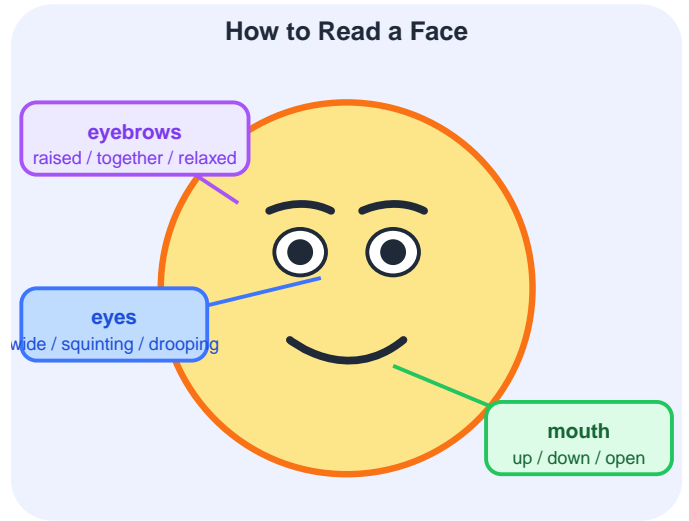 How to Read a Face
eyebrows
raised / together / relaxed
eyes
wide / squinting / drooping
mouth
up / down / open